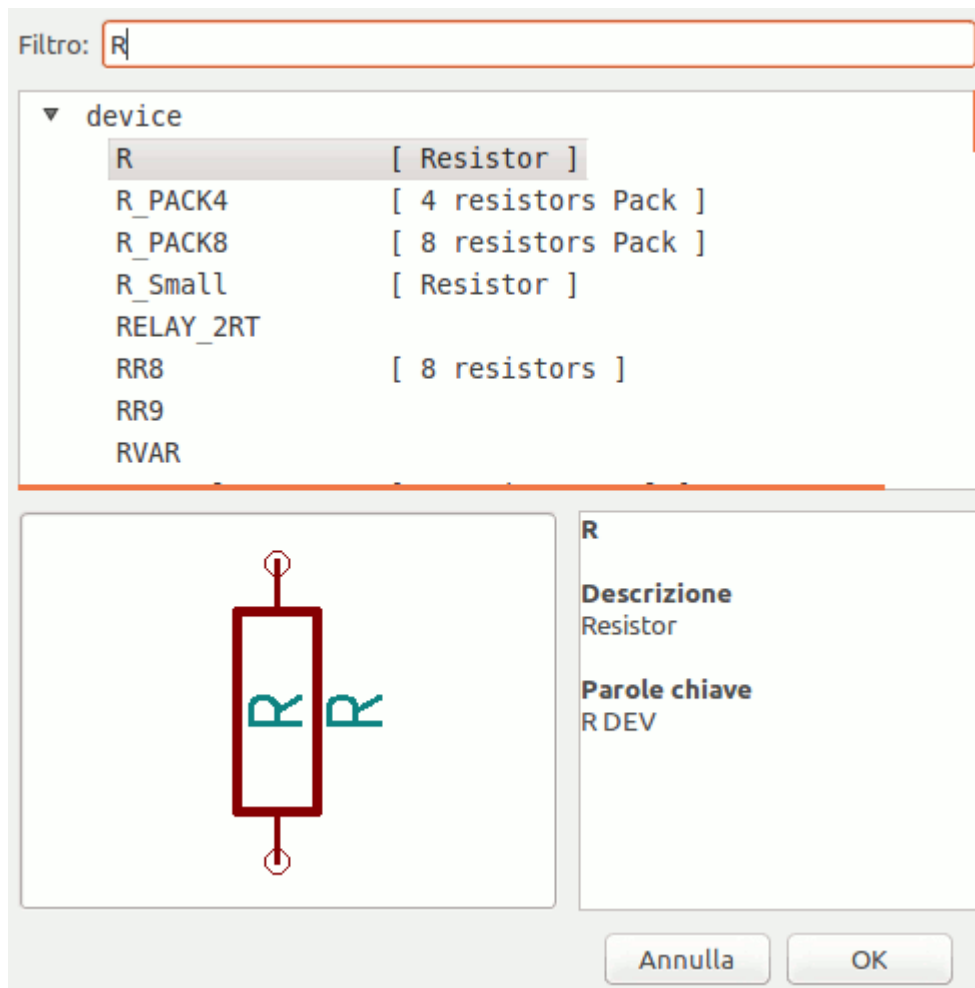 Filtro: R
device
R [ Resistor ]
R_PACK4 [ 4 resistors Pack ]
R_PACK8 [ 8 resistors Pack ]
R_Small [ Resistor ]
RELAY_2RT
RR8 [ 8 resistors ]
RR9
RVAR
R
Descrizione
Resistor
Parole chiave
R DEV
R R
Annulla OK